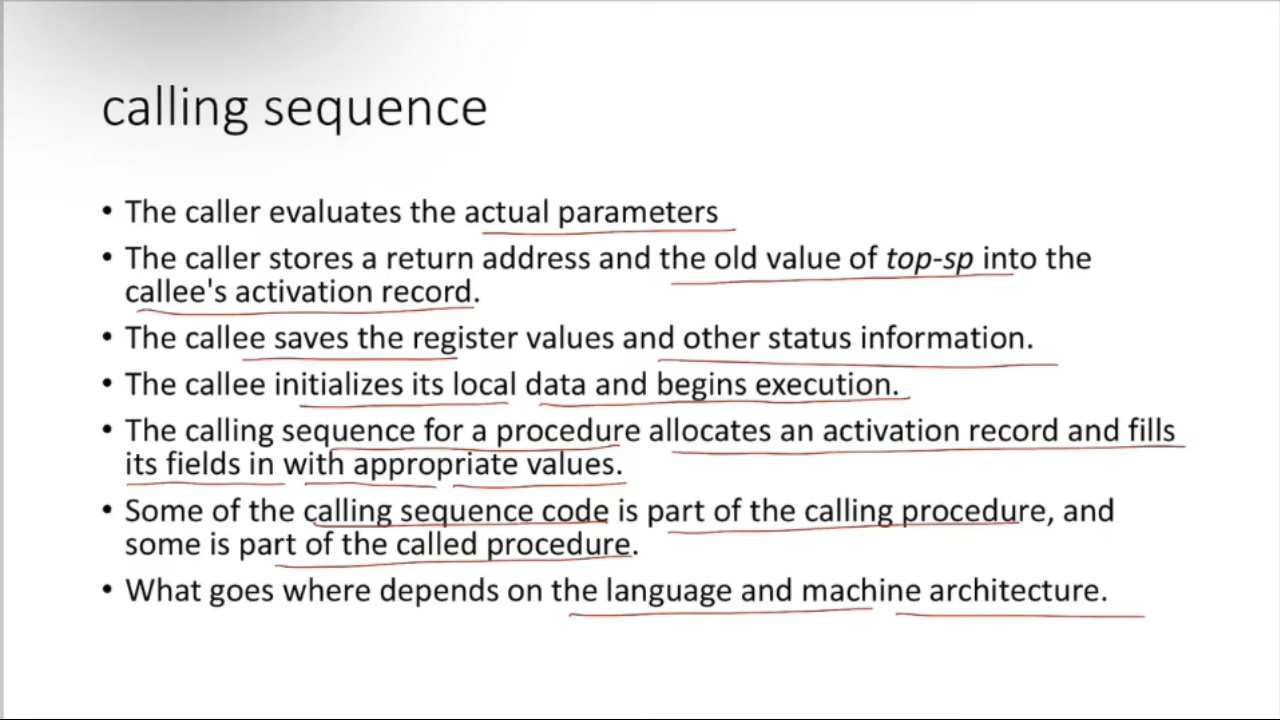 calling sequence
• The caller evaluates the actual parameters
• The caller stores a return address and the old value of top-sp into the
callee's activation record.
• The callee saves the register values and other status information.
• The callee initializes its local data and begins execution.
• The calling sequence for a procedure allocates an activation record and fills
its fields in with appropriate values.
• Some of the calling sequence code is part of the calling procedure, and
some is part of the called procedure.
• What goes where depends on the language and machine architecture.